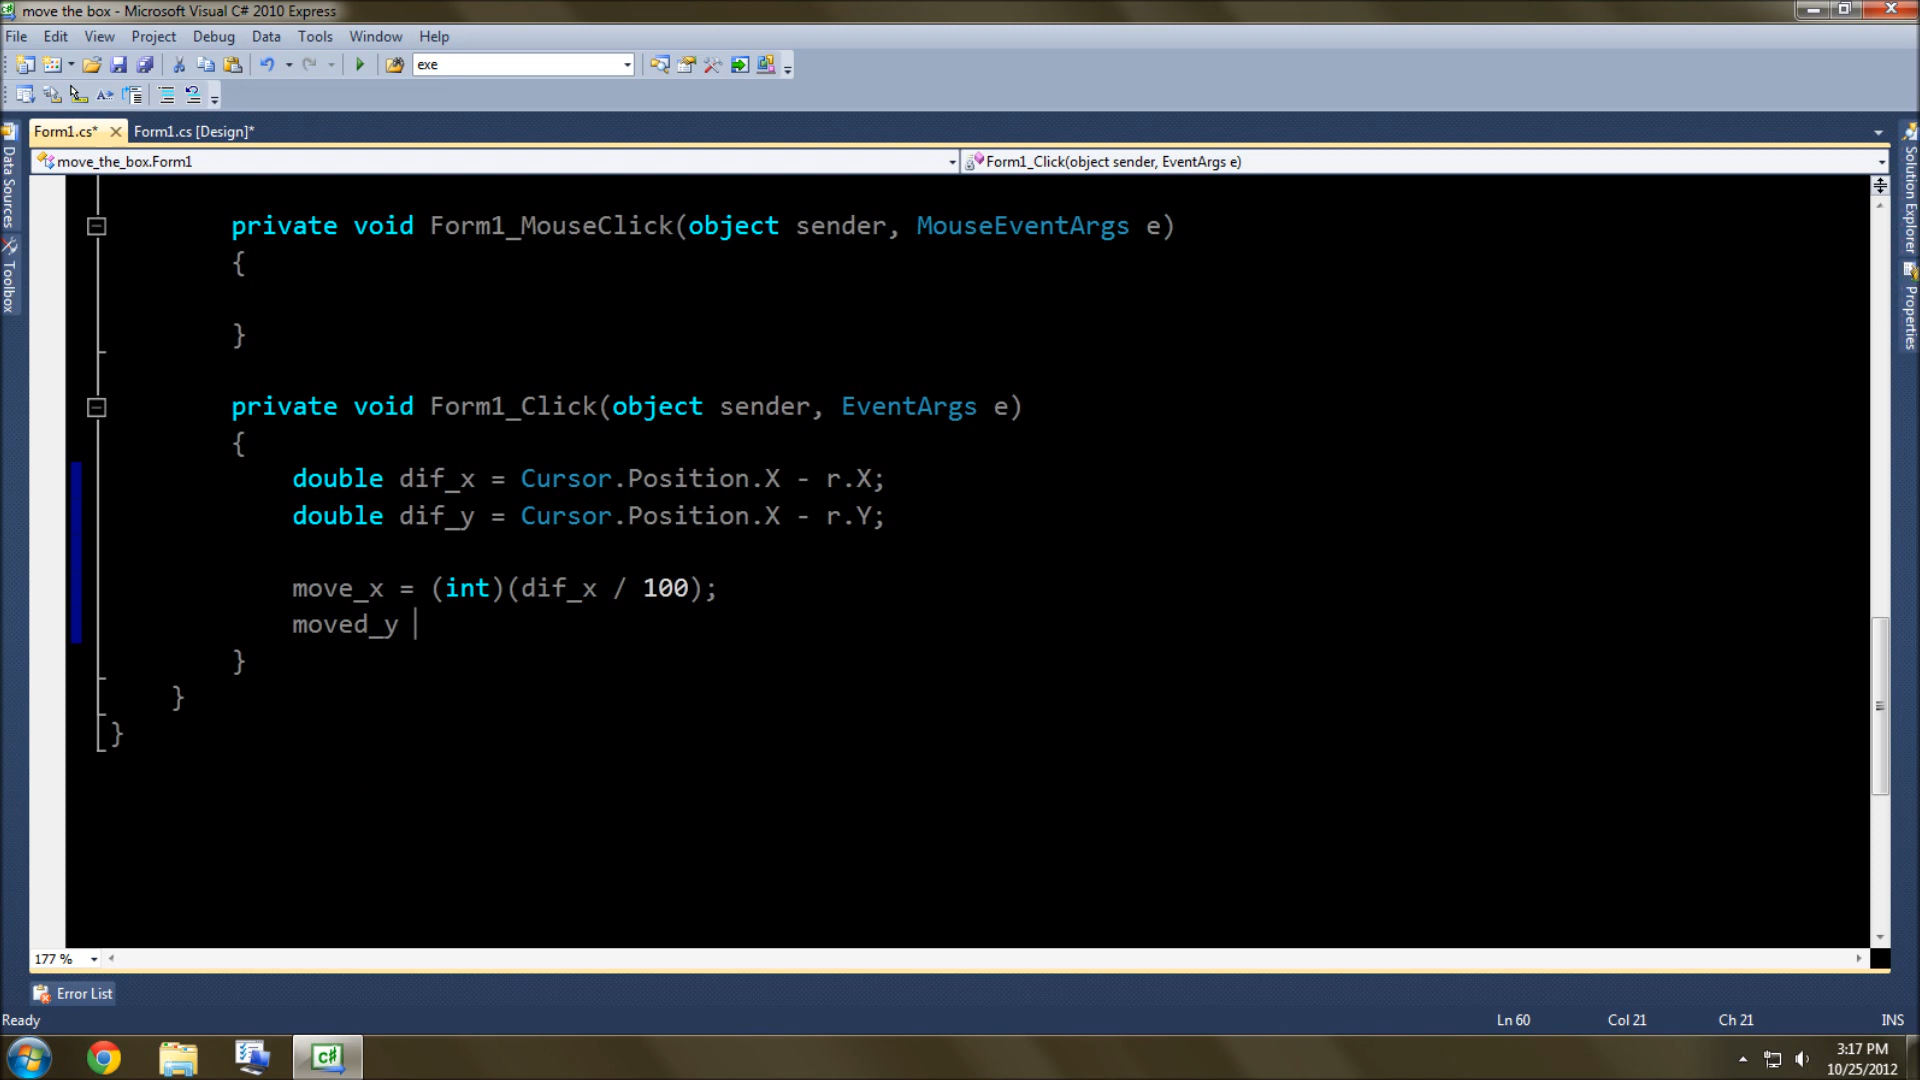 move the box - Microsoft Visual C# 2010 Express
File Edit View Project Debug Data Tools Window Help
exe
Form1.cs* Form1.cs [Design]*
move_the_box.Form1 Form1_Click(object sender, EventArgs e)
Data Sources
Toolbox
Solution Explorer
Properties
private void Form1_MouseClick(object sender, MouseEventArgs e)
{
}
private void Form1_Click(object sender, EventArgs e)
{
double dif_x = Cursor.Position.X - r.X;
double dif_y = Cursor.Position.X - r.Y;
move_x = (int)(dif_x / 100);
moved_y
}
}
}
177 %
Error List
Ready Ln 60 Col 21 Ch 21 INS
C# 3:17 PM
10/25/2012